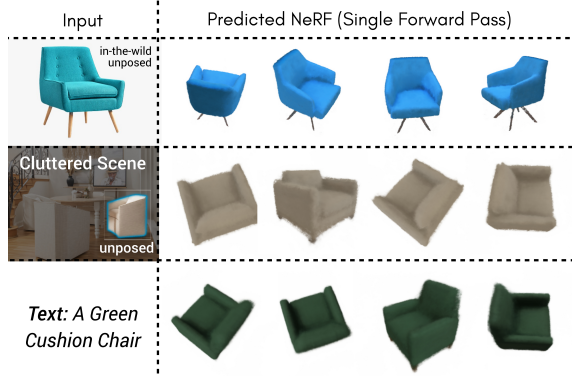 Input
Predicted NeRF (Single Forward Pass)
in-the-wild
unposed
Cluttered Scene
unposed
Text: A Green
Cushion Chair